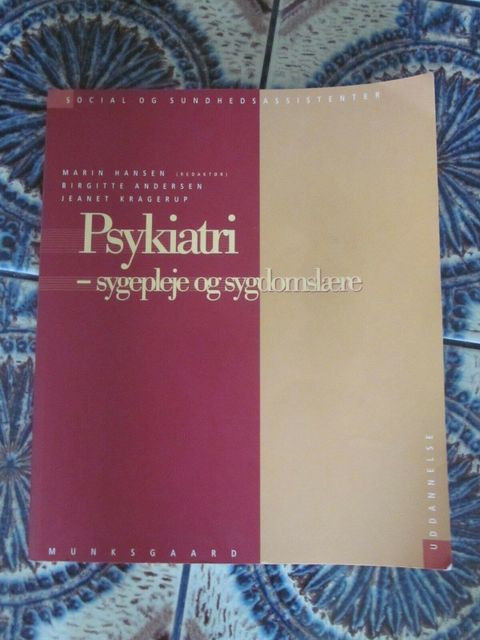 SOCIAL OG SUNDHEDSASSISTENTER
MARIN HANSEN (REDAKTØR)
BIRGITTE ANDERSEN
JEANET KRAGERUP
Psykiatri
– sygepleje og sygdomslære
UDDANNELSE
MUNKSGAARD